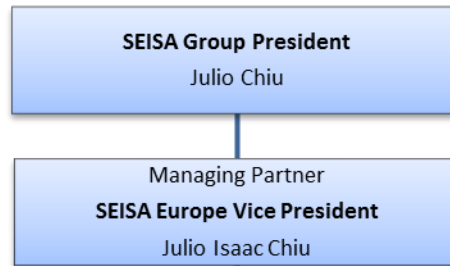 SEISA Group President
Julio Chiu
Managing Partner
SEISA Europe Vice President
Julio Isaac Chiu